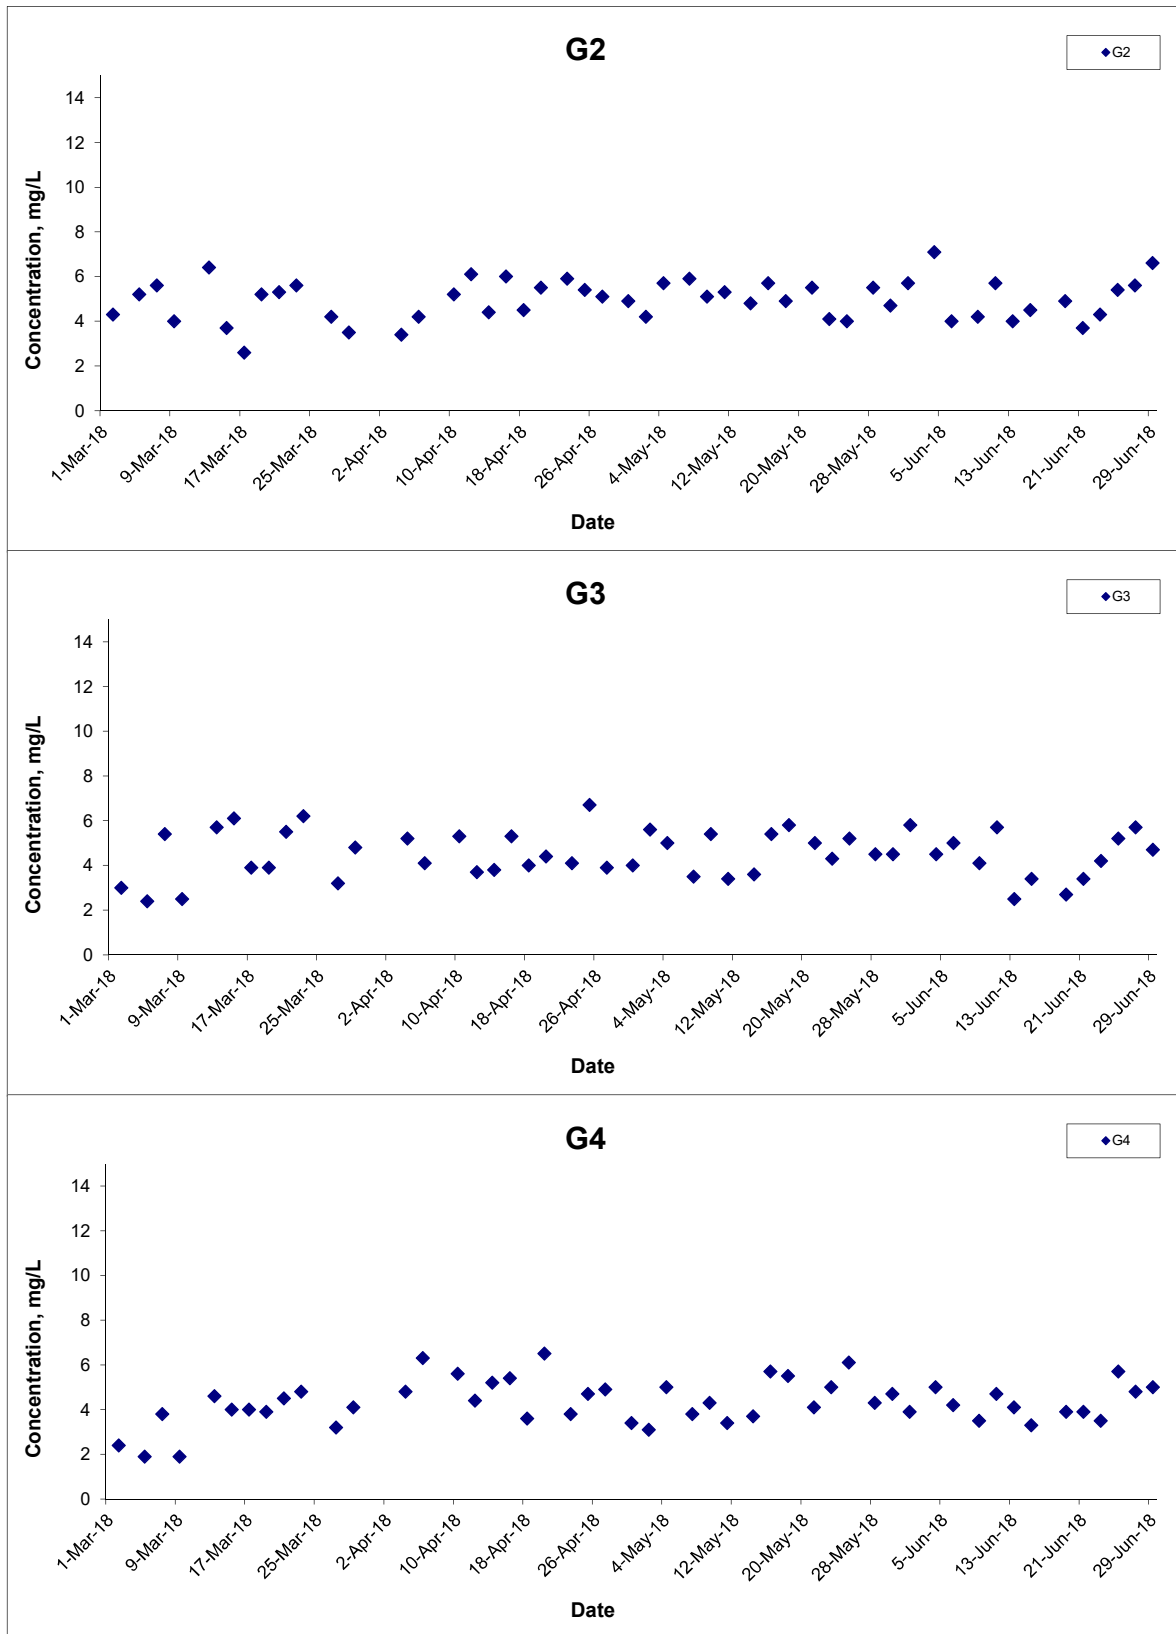 G2
G2
14
12
10
8
6
4
2
0
Concentration, mg/L
1-Mar-18
9-Mar-18
17-Mar-18
25-Mar-18
2-Apr-18
10-Apr-18
18-Apr-18
26-Apr-18
4-May-18
12-May-18
20-May-18
28-May-18
5-Jun-18
13-Jun-18
21-Jun-18
29-Jun-18
Date
G3
G3
14
12
10
8
6
4
2
0
Concentration, mg/L
1-Mar-18
9-Mar-18
17-Mar-18
25-Mar-18
2-Apr-18
10-Apr-18
18-Apr-18
26-Apr-18
4-May-18
12-May-18
20-May-18
28-May-18
5-Jun-18
13-Jun-18
21-Jun-18
29-Jun-18
Date
G4
G4
14
12
10
8
6
4
2
0
Concentration, mg/L
1-Mar-18
9-Mar-18
17-Mar-18
25-Mar-18
2-Apr-18
10-Apr-18
18-Apr-18
26-Apr-18
4-May-18
12-May-18
20-May-18
28-May-18
5-Jun-18
13-Jun-18
21-Jun-18
29-Jun-18
Date